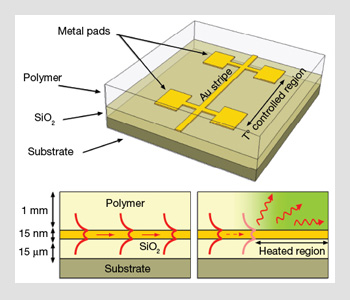 Metal pads
Polymer
SiO₂
Substrate
Au stripe
T° controlled region
1 mm
15 nm
15 µm
Polymer
SiO₂
Substrate
Heated region